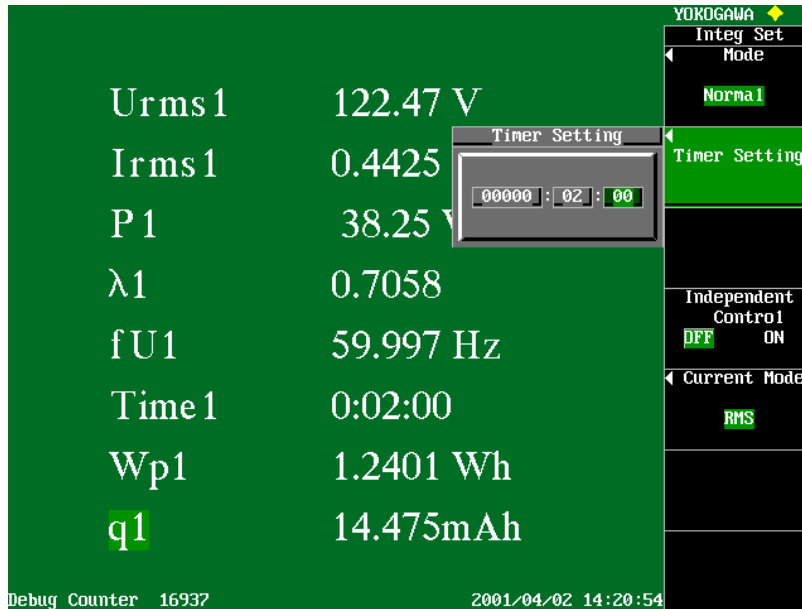 YOKOGAWA
Integ Set
Mode
Normal
Urms1 122.47 V
Timer Setting
Irms1 0.4425
00000 : 02 : 00
Timer Setting
P1 38.25
λ1 0.7058
Independent
Control
OFF ON
fU1 59.997 Hz
Current Mode
RMS
Time1 0:02:00
Wp1 1.2401 Wh
q1 14.475mAh
Debug Counter 16937 2001/04/02 14:20:54